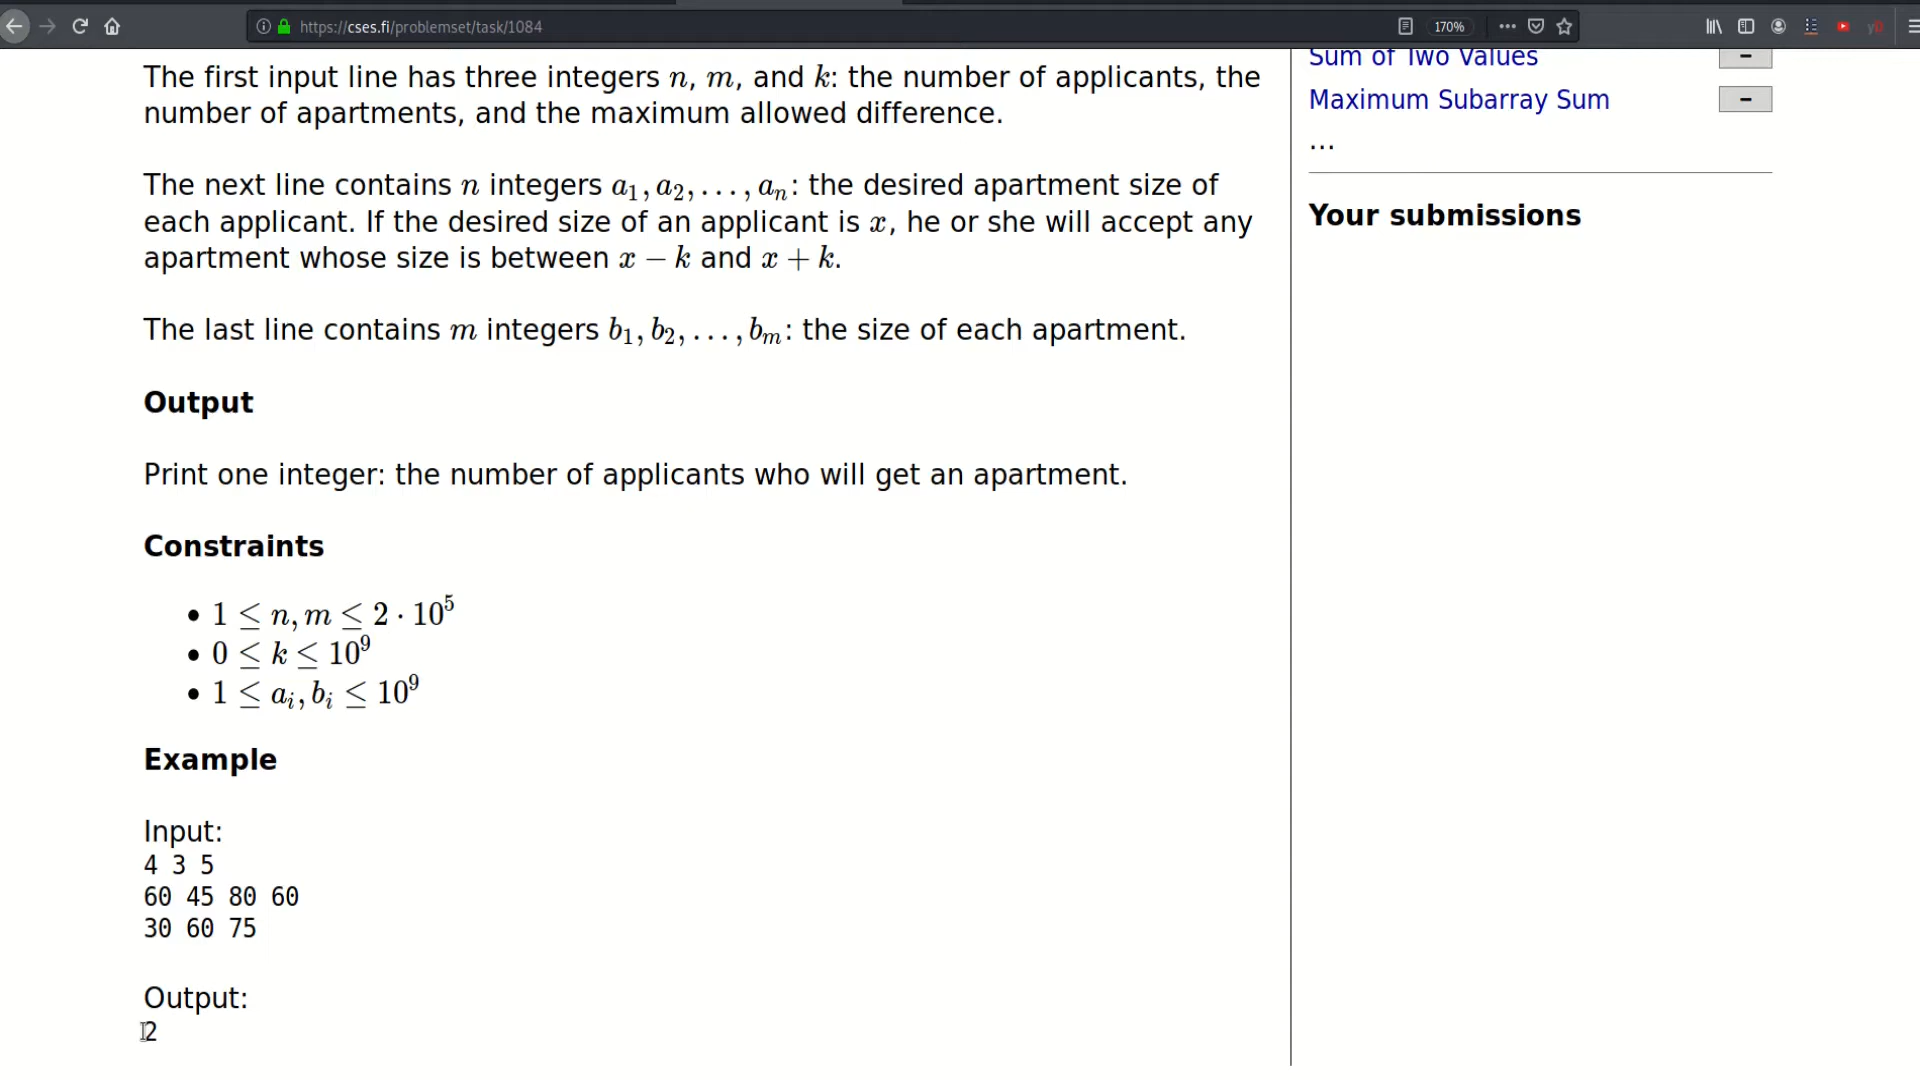 https://cses.fi/problemset/task/1084
170%
The first input line has three integers n, m, and k: the number of applicants, the
number of apartments, and the maximum allowed difference.
The next line contains n integers a₁, a₂, …, aₙ: the desired apartment size of
each applicant. If the desired size of an applicant is x, he or she will accept any
apartment whose size is between x − k and x + k.
The last line contains m integers b₁, b₂, …, bₘ: the size of each apartment.
Output
Print one integer: the number of applicants who will get an apartment.
Constraints
• 1 ≤ n, m ≤ 2 · 10⁵
• 0 ≤ k ≤ 10⁹
• 1 ≤ aᵢ, bᵢ ≤ 10⁹
Example
Input:
4 3 5
60 45 80 60
30 60 75
Output:
2
Sum of Two Values –
Maximum Subarray Sum –
...
Your submissions